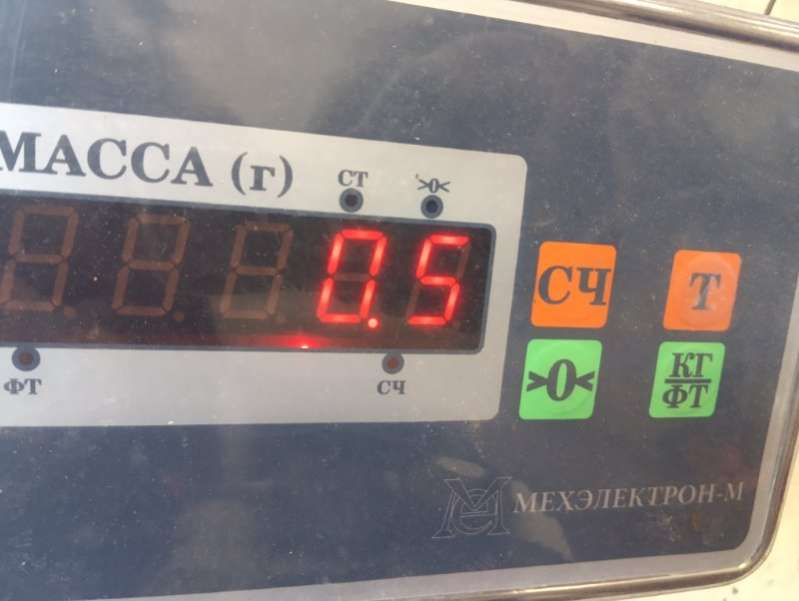 МАССА (г)
СТ
>0<
0.5
ФТ
СЧ
СЧ
Т
>0<
КГ
ФТ
МЕХЭЛЕКТРОН-М